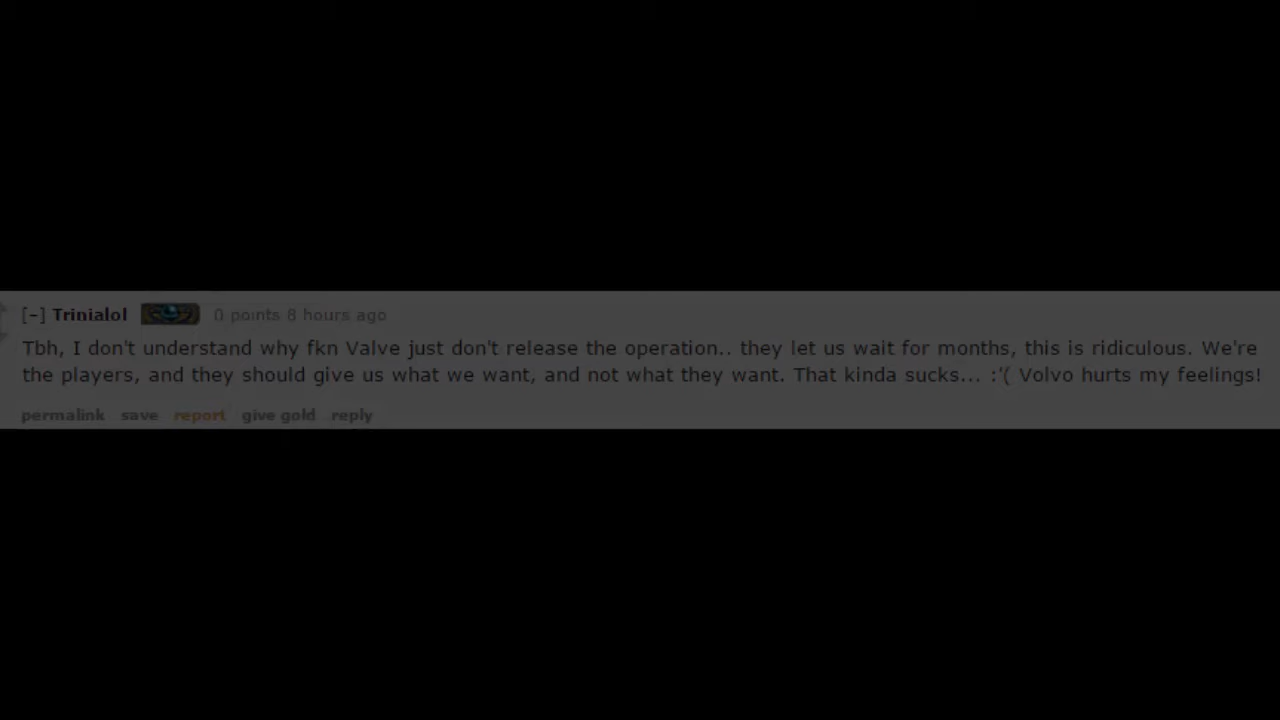 [–] Trinialol 0 points 8 hours ago
Tbh, I don't understand why fkn Valve just don't release the operation.. they let us wait for months, this is ridiculous. We're
the players, and they should give us what we want, and not what they want. That kinda sucks... :'( Volvo hurts my feelings!
permalink save report give gold reply